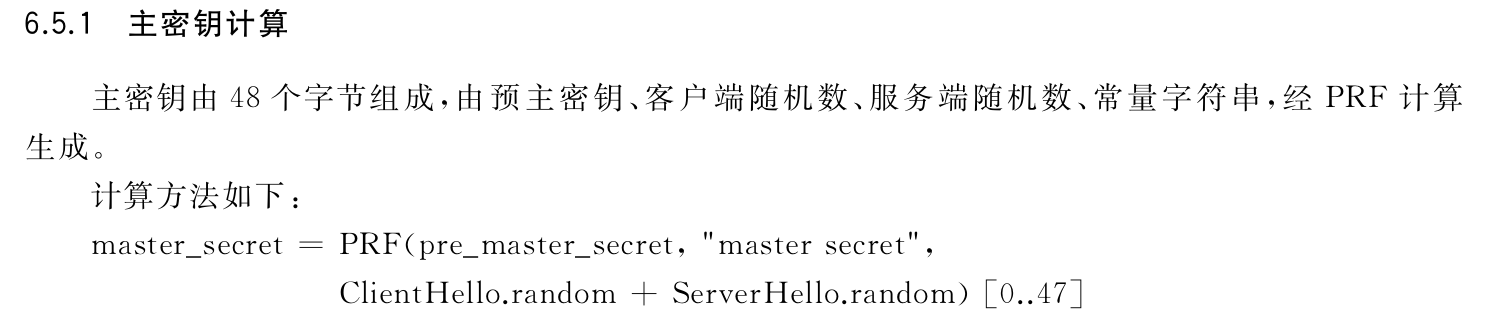 6.5.1 主密钥计算
主密钥由 48 个字节组成,由预主密钥、客户端随机数、服务端随机数、常量字符串,经 PRF 计算
生成。
计算方法如下:
master_secret = PRF(pre_master_secret, "master secret",
ClientHello.random + ServerHello.random) [0..47]